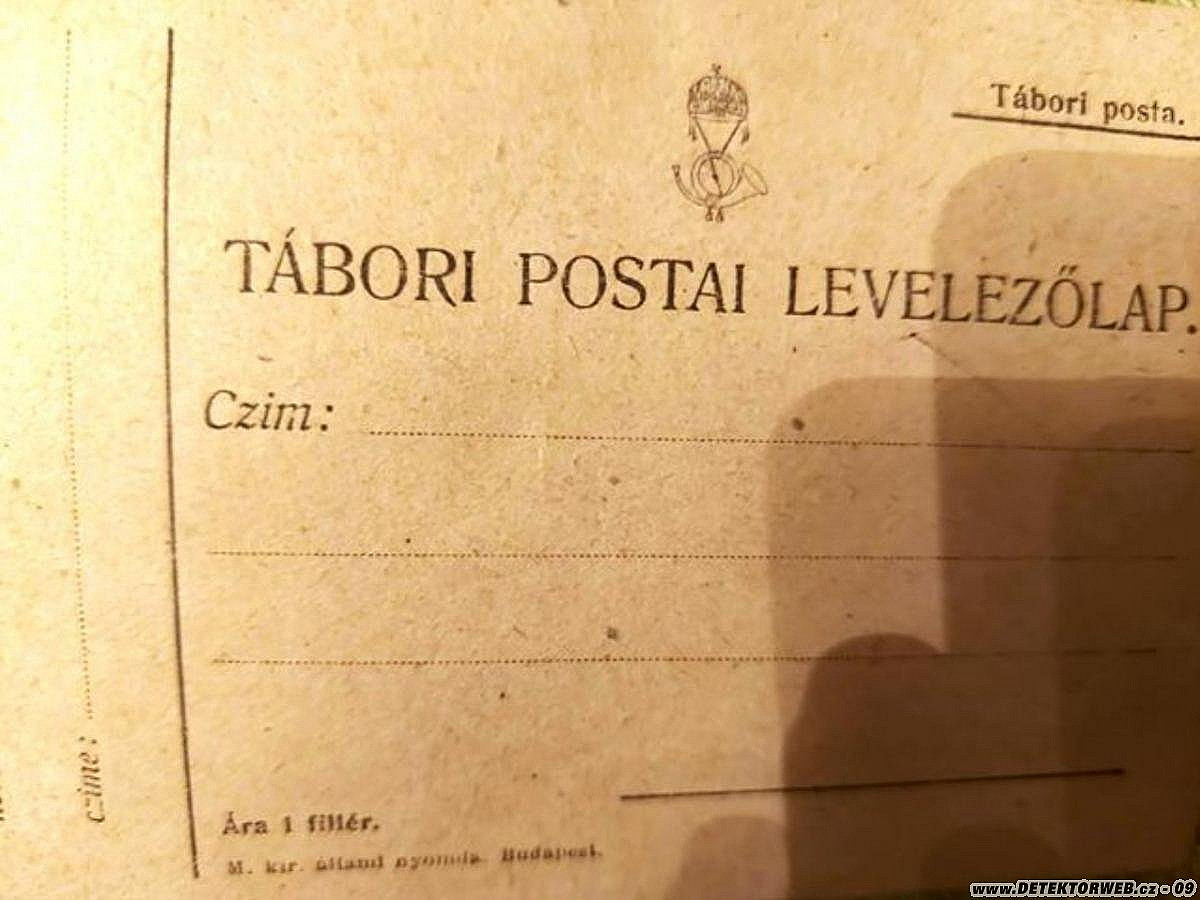 Tábori posta.
TÁBORI POSTAI LEVELEZŐLAP.
Czim:
czime:
Ára 1 fillér.
M. kir. állami nyomda. Budapest.
www.DETEKTORWEB.cz - 09